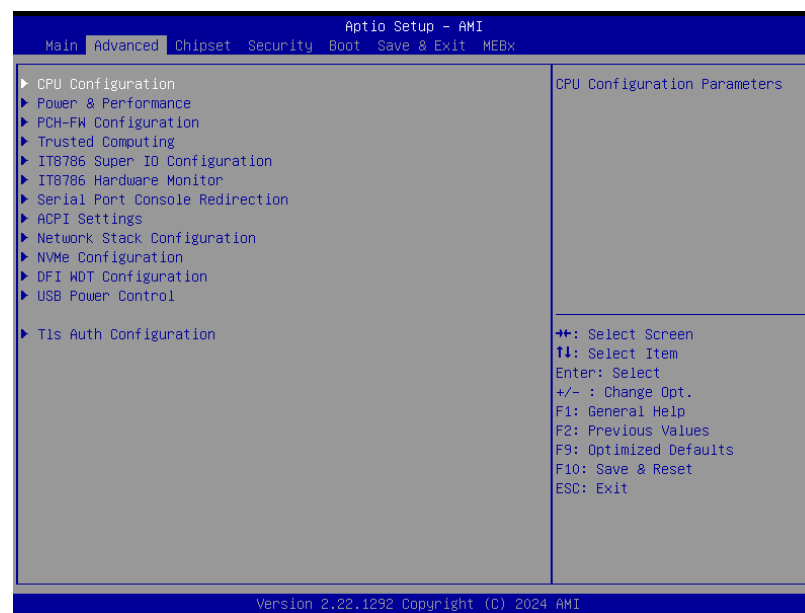 Aptio Setup – AMI
Main Advanced Chipset Security Boot Save & Exit MEBx
CPU Configuration
Power & Performance
PCH-FW Configuration
Trusted Computing
IT8786 Super IO Configuration
IT8786 Hardware Monitor
Serial Port Console Redirection
ACPI Settings
Network Stack Configuration
NVMe Configuration
DFI WDT Configuration
USB Power Control
Tls Auth Configuration
CPU Configuration Parameters
→←: Select Screen
↑↓: Select Item
Enter: Select
+/- : Change Opt.
F1: General Help
F2: Previous Values
F9: Optimized Defaults
F10: Save & Reset
ESC: Exit
Version 2.22.1292 Copyright (C) 2024 AMI